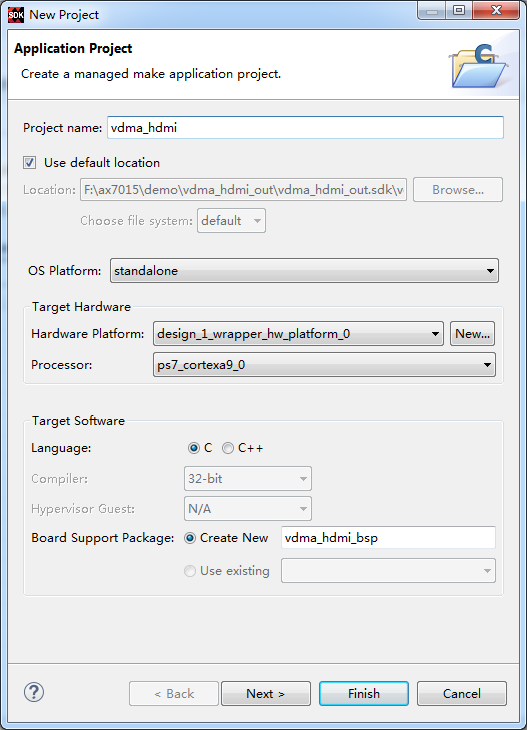 SDK New Project
Application Project
Create a managed make application project.
C
Project name: vdma_hdmi
Use default location
Location: F:\ax7015\demo\vdma_hdmi_out\vdma_hdmi_out.sdk\v Browse...
Choose file system: default
OS Platform: standalone
Target Hardware
Hardware Platform: design_1_wrapper_hw_platform_0 New...
Processor: ps7_cortexa9_0
Target Software
Language: C C++
Compiler: 32-bit
Hypervisor Guest: N/A
Board Support Package: Create New vdma_hdmi_bsp
Use existing
? < Back Next > Finish Cancel